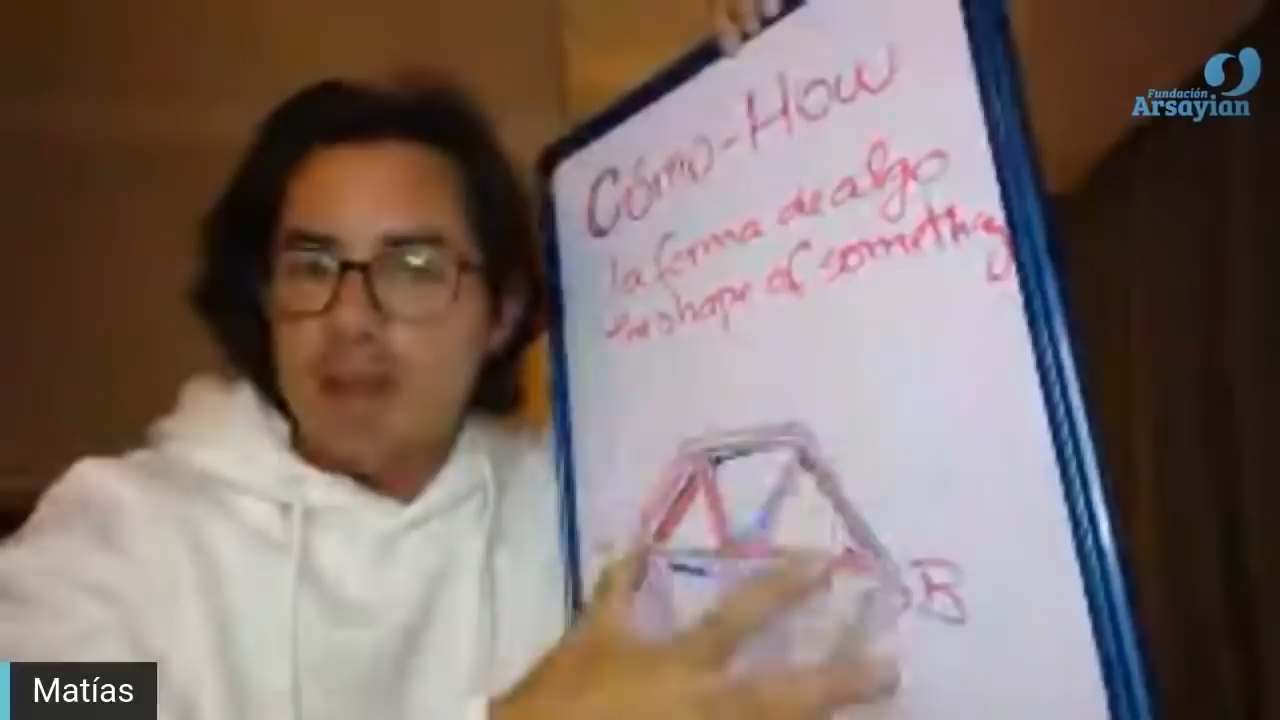 Fundación
Arsayian
Cómo-How
la forma de algo
the shape of something
B
Matías